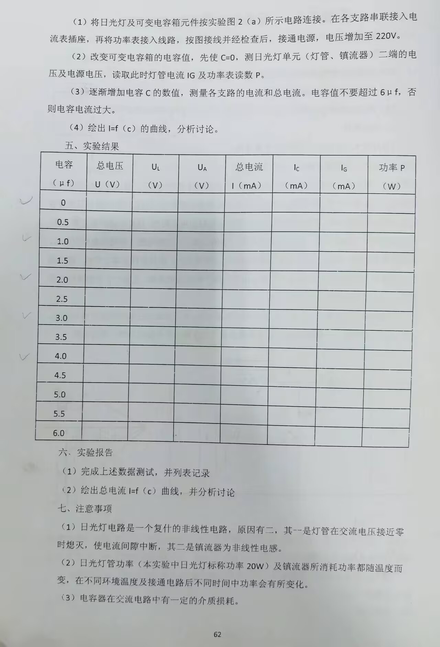 （1）将日光灯及可变电容箱元件按实验图 2（a）所示电路连接。在各支路串联接入电
流表插座，再将功率表接入线路，按图接线并经检查后，接通电源，电压增加至 220V。
（2）改变可变电容箱的电容值，先使 C=0，测日光灯单元（灯管、镇流器）二端的电
压及电源电压，读取此时灯管电流 IG 及功率表读数 P。
（3）逐渐增加电容 C 的数值，测量各支路的电流和总电流。电容值不要超过 6μf，否
则电容电流过大。
（4）绘出 I=f（c）的曲线，分析讨论。
五、实验结果
电容 总电压 UL UA 总电流 IC IG 功率 P
（μf） U（V） （V） （V） I（mA） （mA） （mA） （W）
0
0.5
1.0
1.5
2.0
2.5
3.0
3.5
4.0
4.5
5.0
5.5
6.0
六、实验报告
（1）完成上述数据测试，并列表记录
（2）绘出总电流 I=f（c）曲线，并分析讨论
七、注意事项
（1）日光灯电路是一个复什的非线性电路，原因有二，其一是灯管在交流电压接近零
时熄灭，使电流间隙中断，其二是镇流器为非线性电感。
（2）日光灯管功率（本实验中日光灯标称功率 20W）及镇流器所消耗功率都随温度而
变，在不同环境温度及接通电路后不同时间中功率会有所变化。
（3）电容器在交流电路中有一定的介质损耗。
62